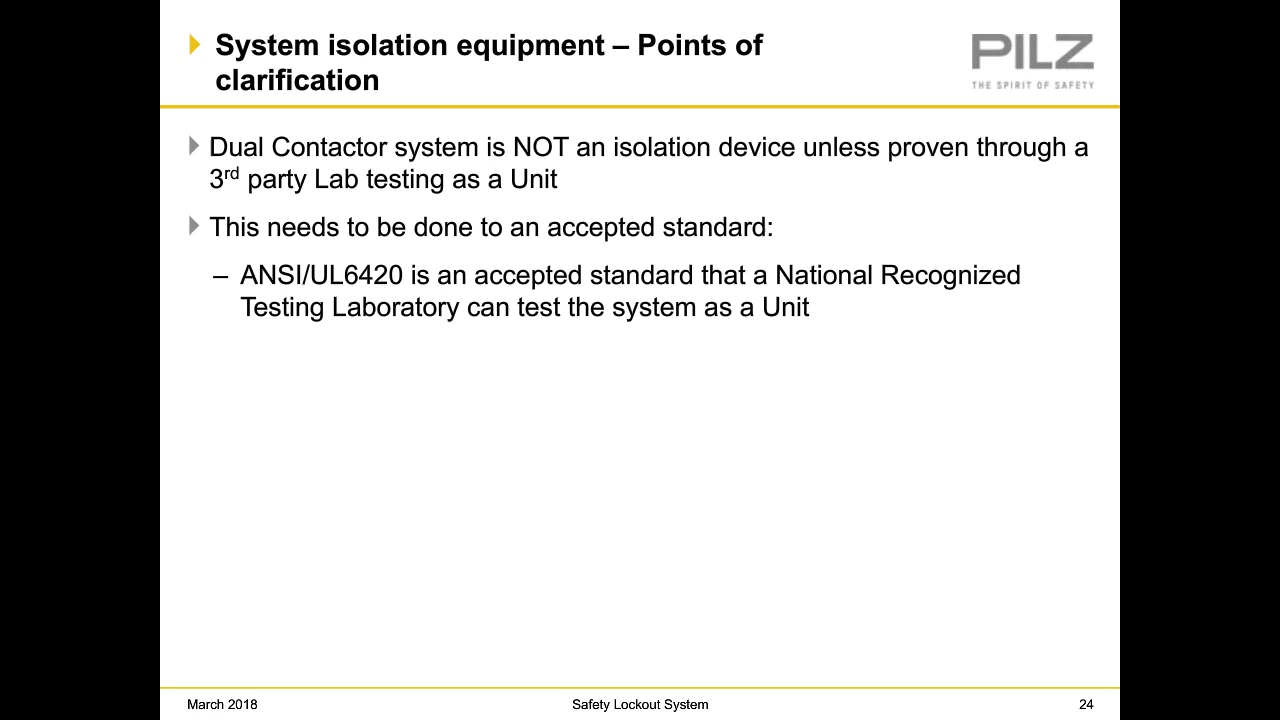 System isolation equipment – Points of
clarification
PILZ
THE SPIRIT OF SAFETY
Dual Contactor system is NOT an isolation device unless proven through a
3rd party Lab testing as a Unit
This needs to be done to an accepted standard:
– ANSI/UL6420 is an accepted standard that a National Recognized
Testing Laboratory can test the system as a Unit
March 2018
Safety Lockout System
24